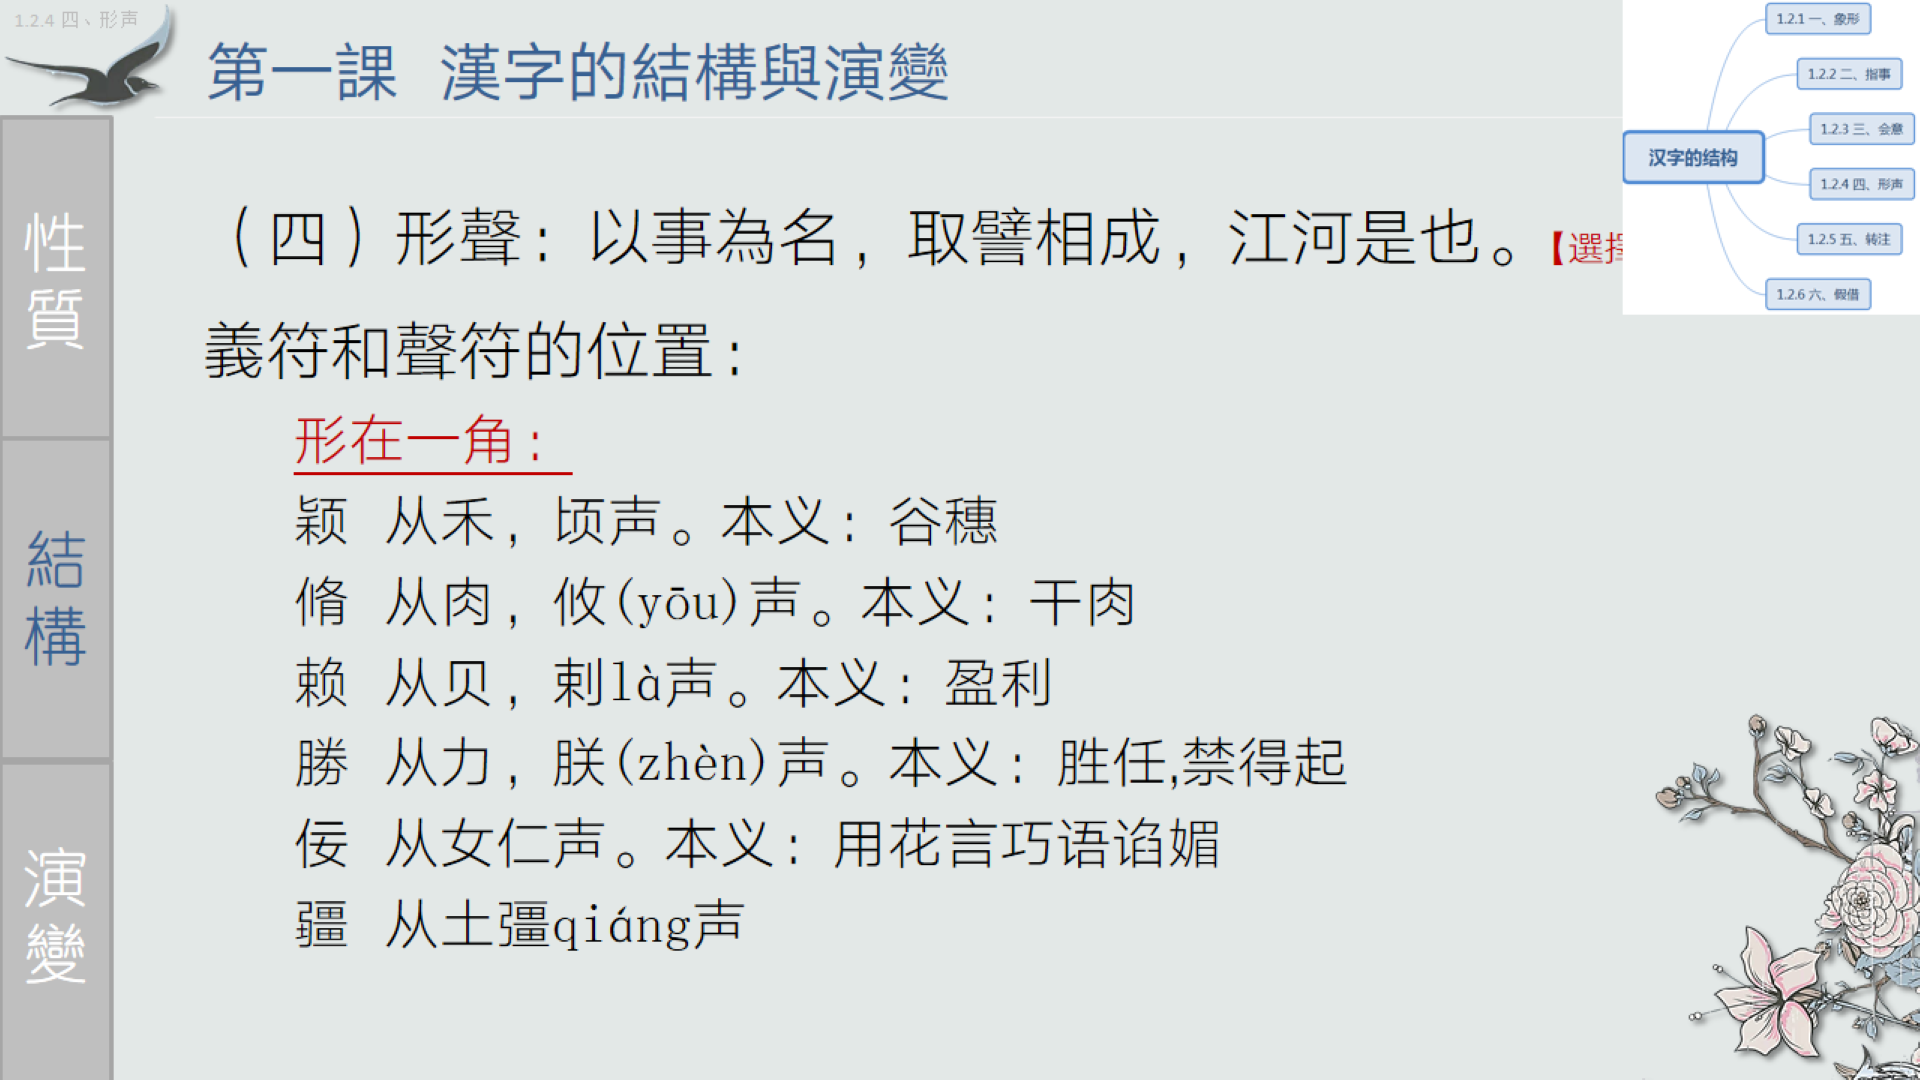 1.2.4 四、形声
第一課 漢字的結構與演變
性質
結構
演變
（四）形聲：以事為名，取譬相成，江河是也。【選擇
義符和聲符的位置：
形在一角：
颖 从禾，顷声。本义：谷穗
脩 从肉，攸(yōu)声。本义：干肉
赖 从贝，剌là声。本义：盈利
勝 从力，朕(zhèn)声。本义：胜任,禁得起
佞 从女仁声。本义：用花言巧语谄媚
疆 从土彊qiáng声
汉字的结构
1.2.1 一、象形
1.2.2 二、指事
1.2.3 三、会意
1.2.4 四、形声
1.2.5 五、转注
1.2.6 六、假借